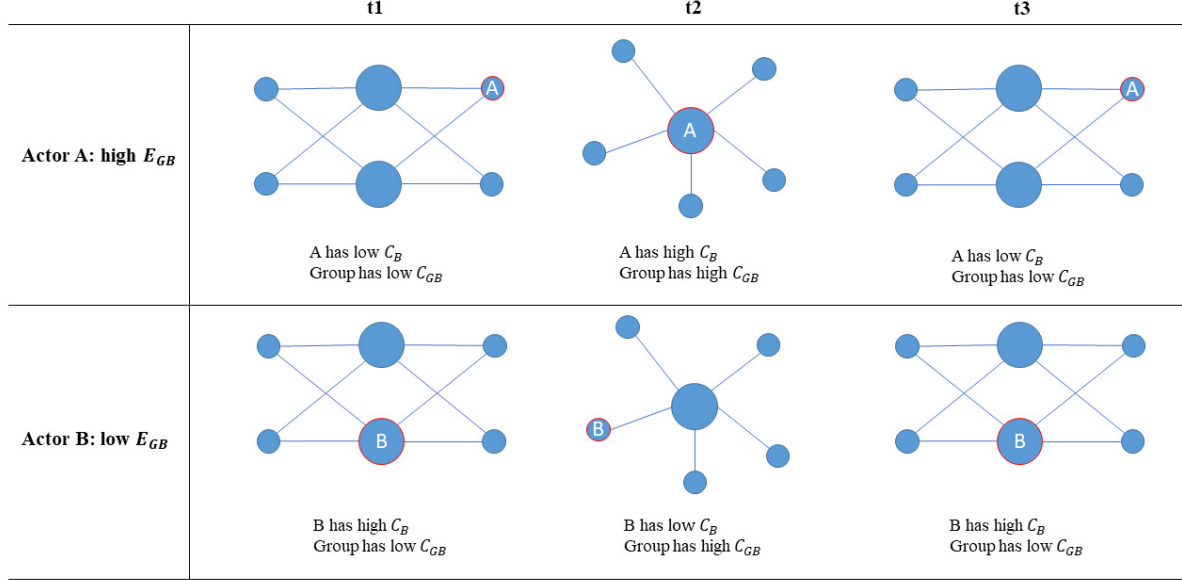 t1 t2 t3
A A A
Actor A: high E_GB
A has low C_B
Group has low C_GB
A has high C_B
Group has high C_GB
A has low C_B
Group has low C_GB
B B B
Actor B: low E_GB
B has high C_B
Group has low C_GB
B has low C_B
Group has high C_GB
B has high C_B
Group has low C_GB